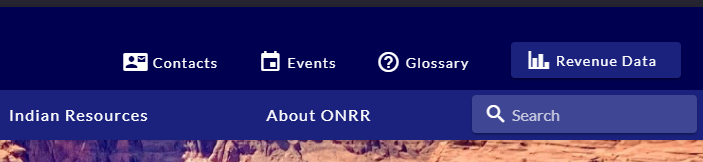 Contacts Events Glossary Revenue Data
Indian Resources About ONRR Search